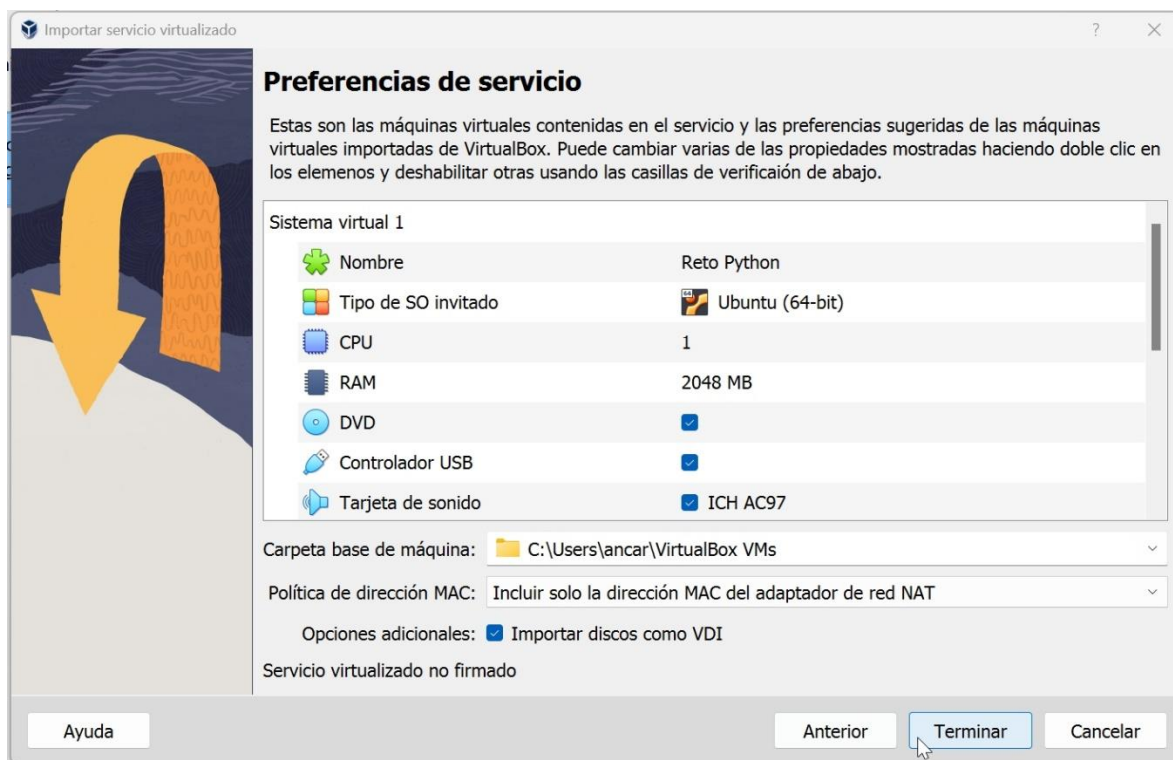 Importar servicio virtualizado
Preferencias de servicio
Estas son las máquinas virtuales contenidas en el servicio y las preferencias sugeridas de las máquinas
virtuales importadas de VirtualBox. Puede cambiar varias de las propiedades mostradas haciendo doble clic en
los elemenos y deshabilitar otras usando las casillas de verificaión de abajo.
Sistema virtual 1
Nombre Reto Python
Tipo de SO invitado 64 Ubuntu (64-bit)
CPU 1
RAM 2048 MB
DVD
Controlador USB
Tarjeta de sonido ICH AC97
Carpeta base de máquina: C:\Users\ancar\VirtualBox VMs
Política de dirección MAC: Incluir solo la dirección MAC del adaptador de red NAT
Opciones adicionales: Importar discos como VDI
Servicio virtualizado no firmado
Ayuda Anterior Terminar Cancelar